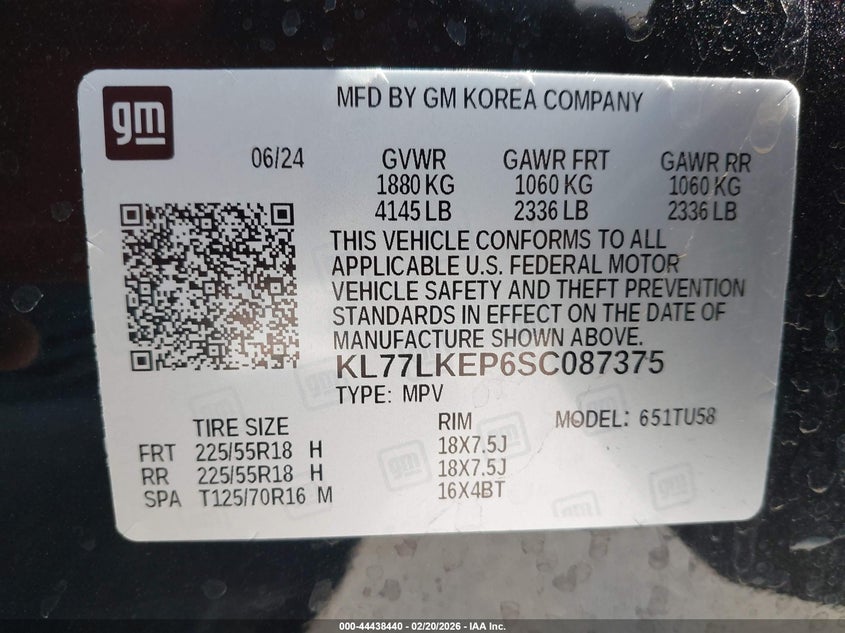 gm
MFD BY GM KOREA COMPANY
06/24 GVWR GAWR FRT GAWR RR
1880 KG 1060 KG 1060 KG
4145 LB 2336 LB 2336 LB
THIS VEHICLE CONFORMS TO ALL
APPLICABLE U.S. FEDERAL MOTOR
VEHICLE SAFETY AND THEFT PREVENTION
STANDARDS IN EFFECT ON THE DATE OF
MANUFACTURE SHOWN ABOVE.
KL77LKEP6SC087375
TYPE: MPV
TIRE SIZE RIM MODEL: 651TU58
FRT 225/55R18 H 18X7.5J
RR 225/55R18 H 18X7.5J
SPA T125/70R16 M 16X4BT
000-44438440 - 02/20/2026 - IAA Inc.